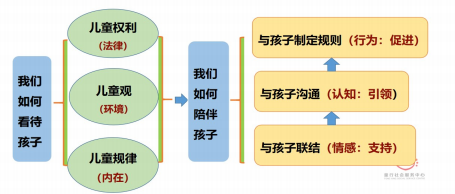 我们
如何
看待
孩子
儿童权利
(法律)
儿童观
(环境)
儿童规律
(内在)
我们
如何
陪伴
孩子
与孩子制定规则(行为:促进)
与孩子沟通(认知:引领)
与孩子联结(情感:支持)